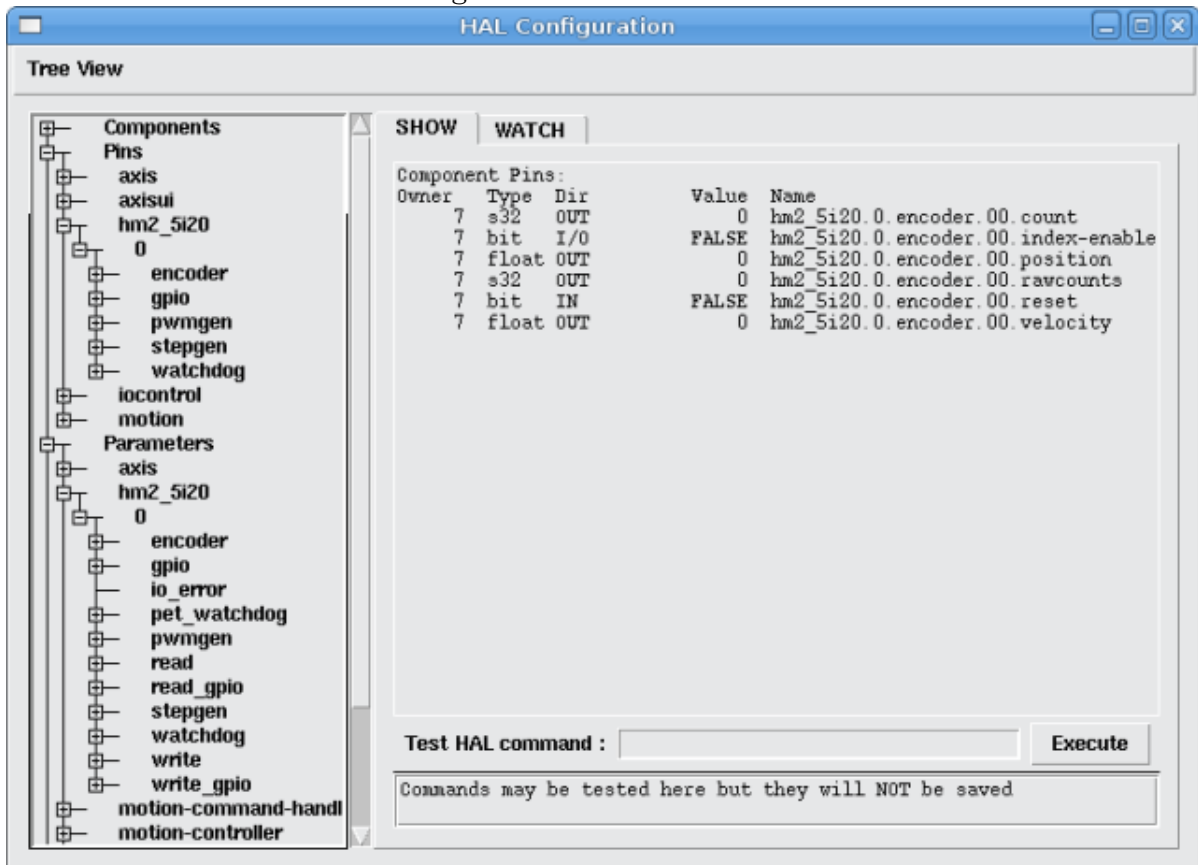 HAL Configuration
Tree View
Components
Pins
axis
axisui
hm2_5i20
0
encoder
gpio
pwmgen
stepgen
watchdog
iocontrol
motion
Parameters
axis
hm2_5i20
0
encoder
gpio
io_error
pet_watchdog
pwmgen
read
read_gpio
stepgen
watchdog
write
write_gpio
motion-command-handl
motion-controller
SHOW WATCH
Component Pins:
Owner Type Dir Value Name
7 s32 OUT 0 hm2_5i20.0.encoder.00.count
7 bit I/O FALSE hm2_5i20.0.encoder.00.index-enable
7 float OUT 0 hm2_5i20.0.encoder.00.position
7 s32 OUT 0 hm2_5i20.0.encoder.00.rawcounts
7 bit IN FALSE hm2_5i20.0.encoder.00.reset
7 float OUT 0 hm2_5i20.0.encoder.00.velocity
Test HAL command : Execute
Commands may be tested here but they will NOT be saved